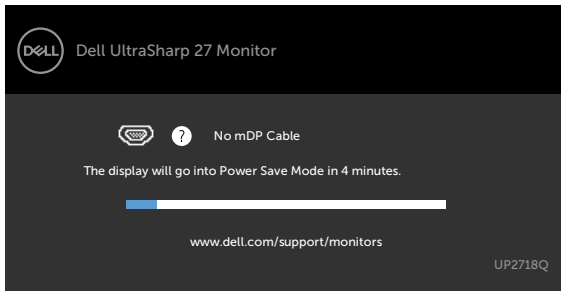 DELL
Dell UltraSharp 27 Monitor
? No mDP Cable
The display will go into Power Save Mode in 4 minutes.
www.dell.com/support/monitors
UP2718Q